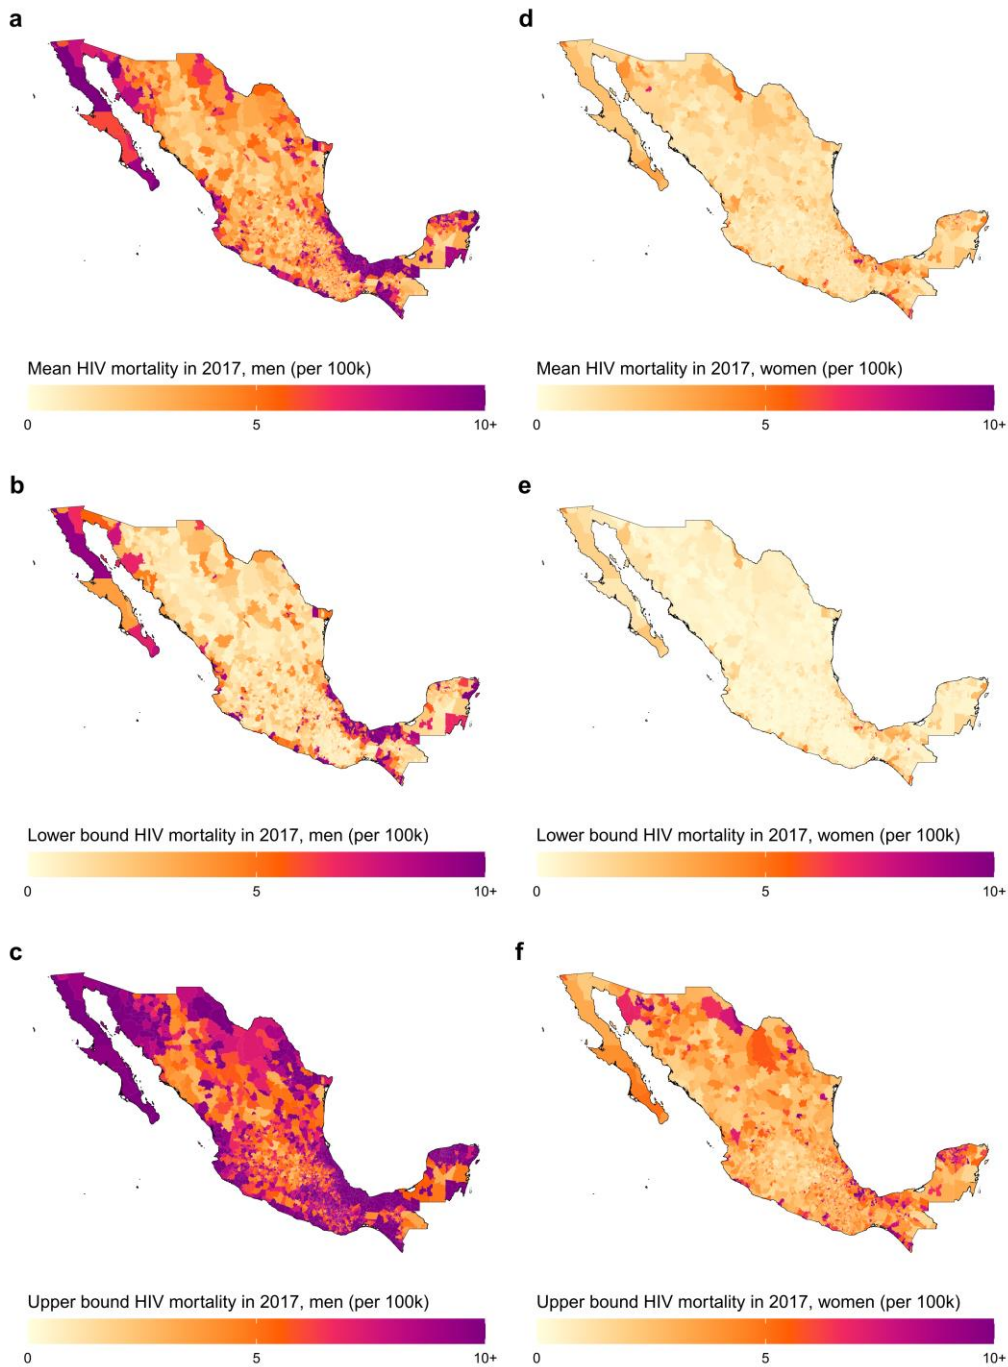 a
d
Mean HIV mortality in 2017, men (per 100k)
Mean HIV mortality in 2017, women (per 100k)
0 5 10+
0 5 10+
b
e
Lower bound HIV mortality in 2017, men (per 100k)
Lower bound HIV mortality in 2017, women (per 100k)
0 5 10+
0 5 10+
c
f
Upper bound HIV mortality in 2017, men (per 100k)
Upper bound HIV mortality in 2017, women (per 100k)
0 5 10+
0 5 10+